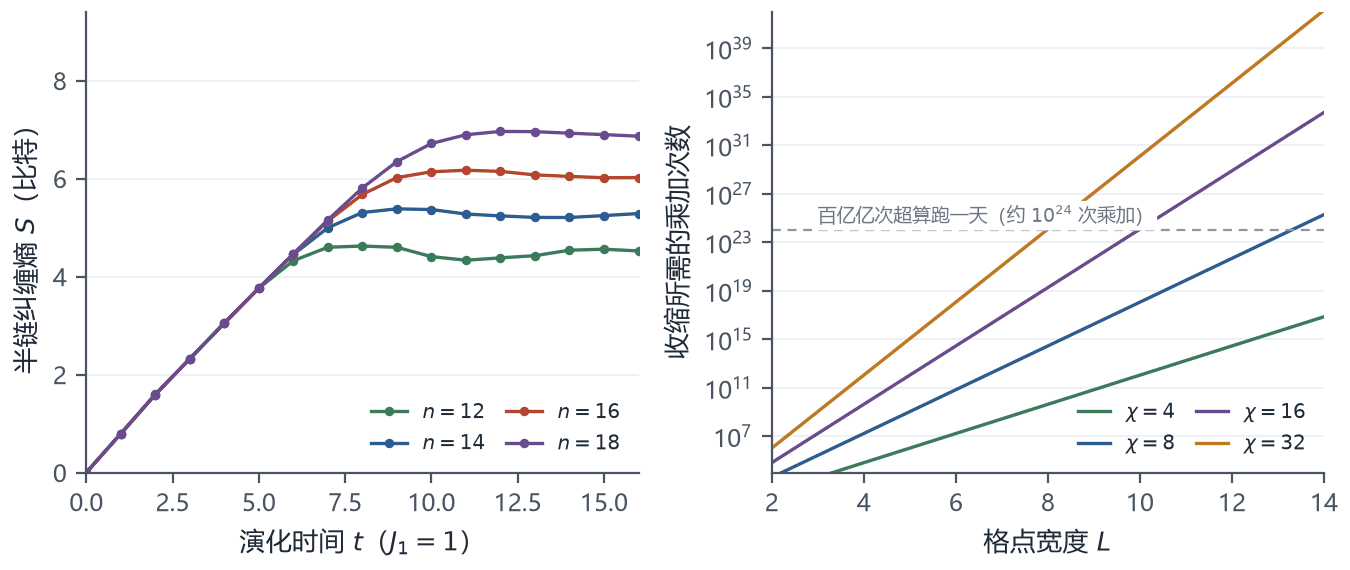 半链纠缠熵 S（比特）
8
6
4
2
0
n = 12
n = 14
n = 16
n = 18
0.0 2.5 5.0 7.5 10.0 12.5 15.0
演化时间 t（J₁ = 1）
收缩所需的乘加次数
10³⁹
10³⁵
10³¹
10²⁷
10²³
10¹⁹
10¹⁵
10¹¹
10⁷
百亿亿次超算跑一天（约 10²⁴ 次乘加）
χ = 4
χ = 8
χ = 16
χ = 32
2 4 6 8 10 12 14
格点宽度 L